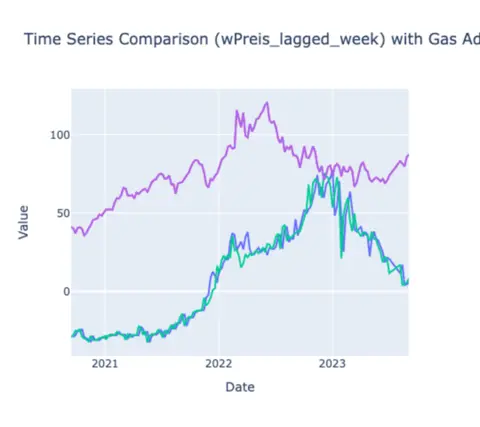 Time Series Comparison (wPreis_lagged_week) with Gas Ad
100
50
0
Value
2021
2022
2023
Date